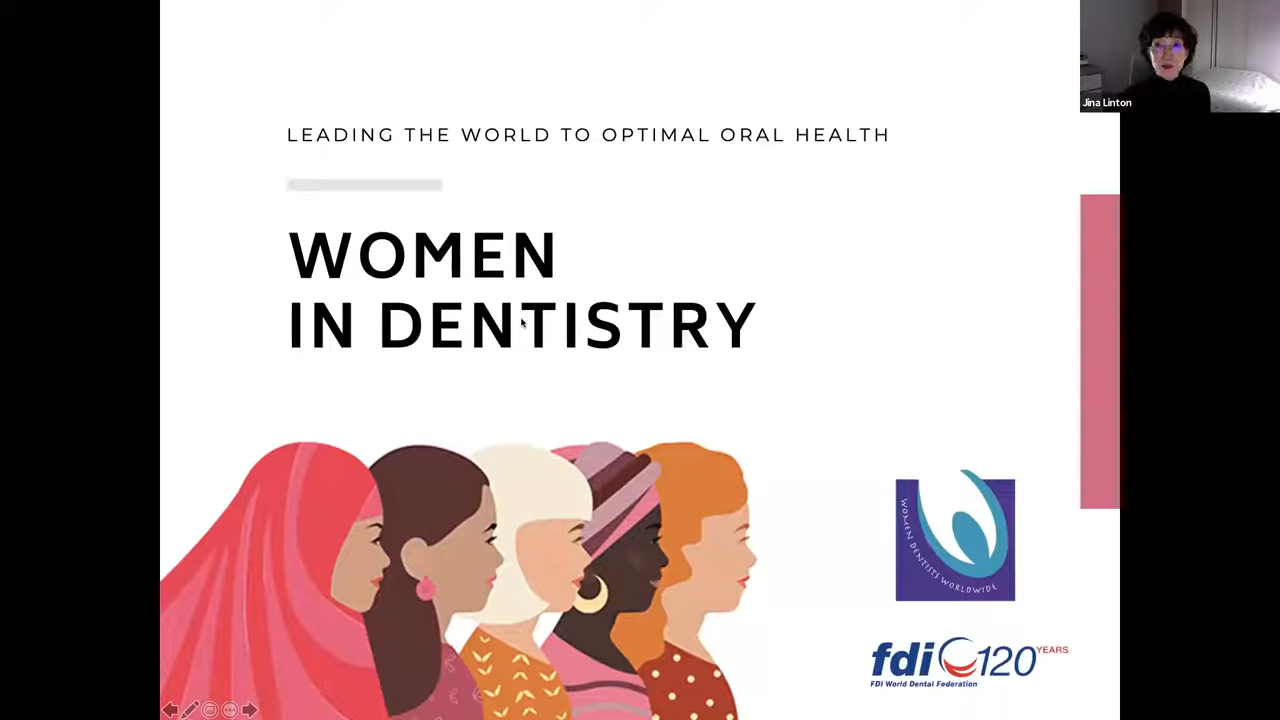 LEADING THE WORLD TO OPTIMAL ORAL HEALTH
WOMEN
IN DENTISTRY
Jina Linton
WOMEN DENTISTS WORLDWIDE
fdi 120 YEARS
FDI World Dental Federation